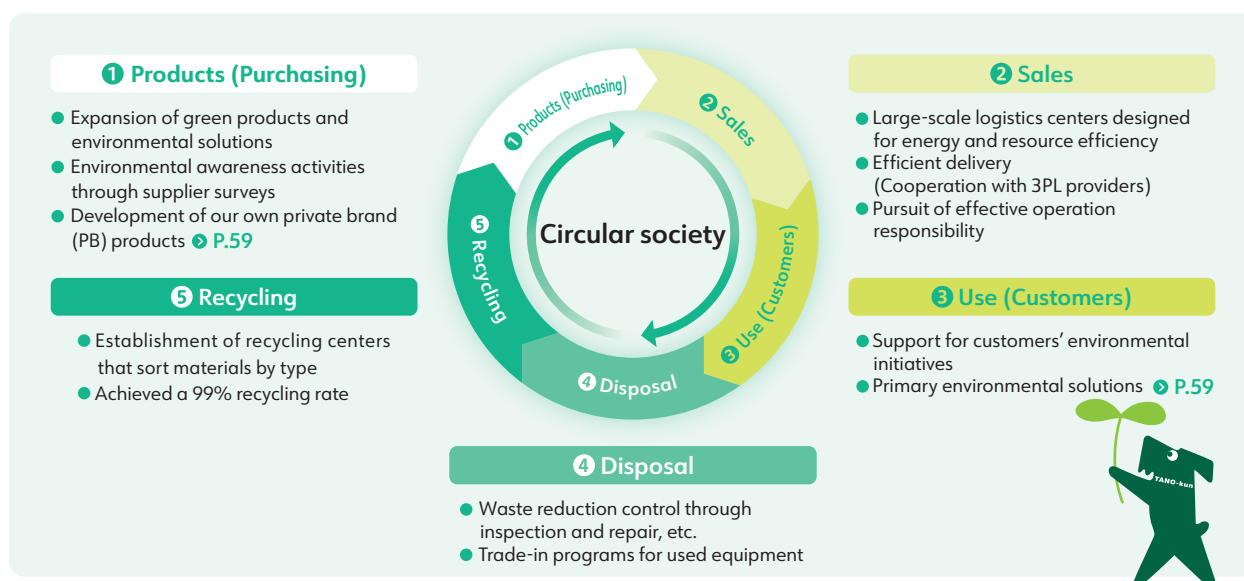 ❶ Products (Purchasing)
● Expansion of green products and
environmental solutions
● Environmental awareness activities
through supplier surveys
● Development of our own private brand
(PB) products P.59
❺ Recycling
● Establishment of recycling centers
that sort materials by type
● Achieved a 99% recycling rate
❶ Products (Purchasing)
❷ Sales
❸ Use (Customers)
❹ Disposal
❺ Recycling
Circular society
❷ Sales
● Large-scale logistics centers designed
for energy and resource efficiency
● Efficient delivery
(Cooperation with 3PL providers)
● Pursuit of effective operation
responsibility
❸ Use (Customers)
● Support for customers’ environmental
initiatives
● Primary environmental solutions P.59
❹ Disposal
● Waste reduction control through
inspection and repair, etc.
● Trade-in programs for used equipment
TANO-kun